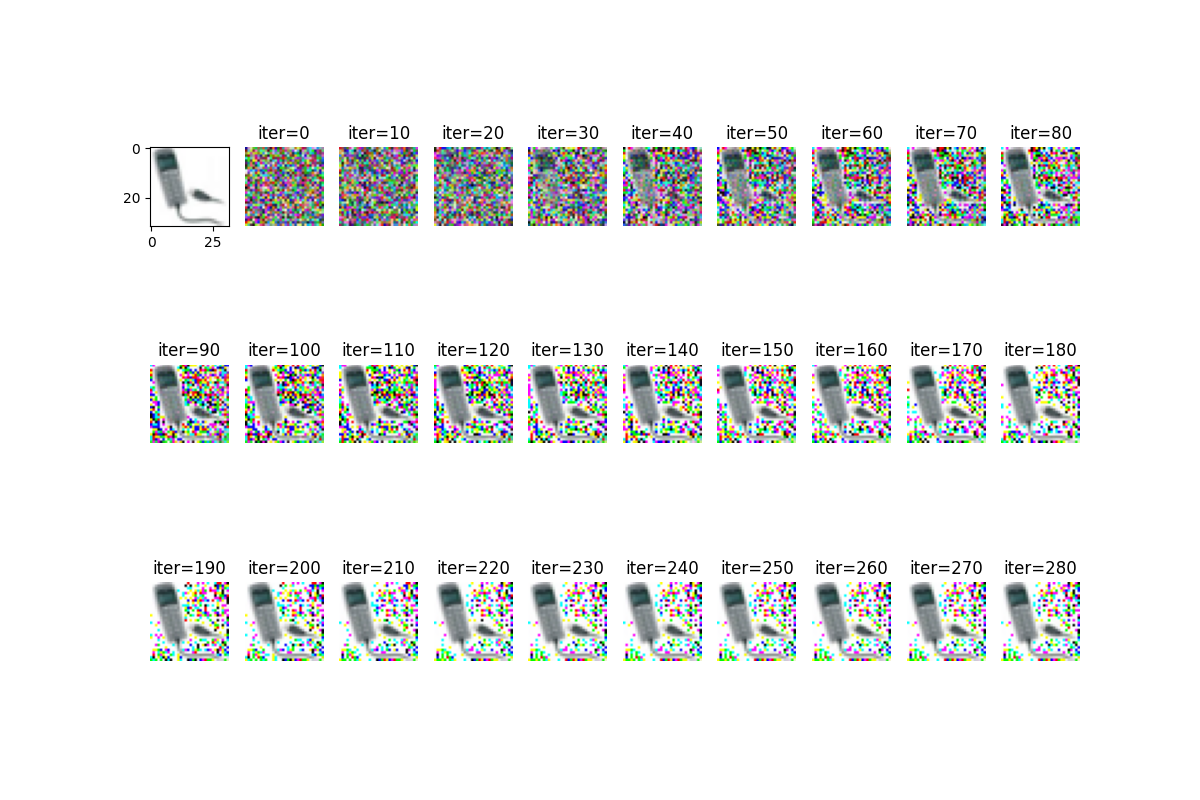 iter=0 iter=10 iter=20 iter=30 iter=40 iter=50 iter=60 iter=70 iter=80
0
20
0 25
iter=90 iter=100 iter=110 iter=120 iter=130 iter=140 iter=150 iter=160 iter=170 iter=180
iter=190 iter=200 iter=210 iter=220 iter=230 iter=240 iter=250 iter=260 iter=270 iter=280